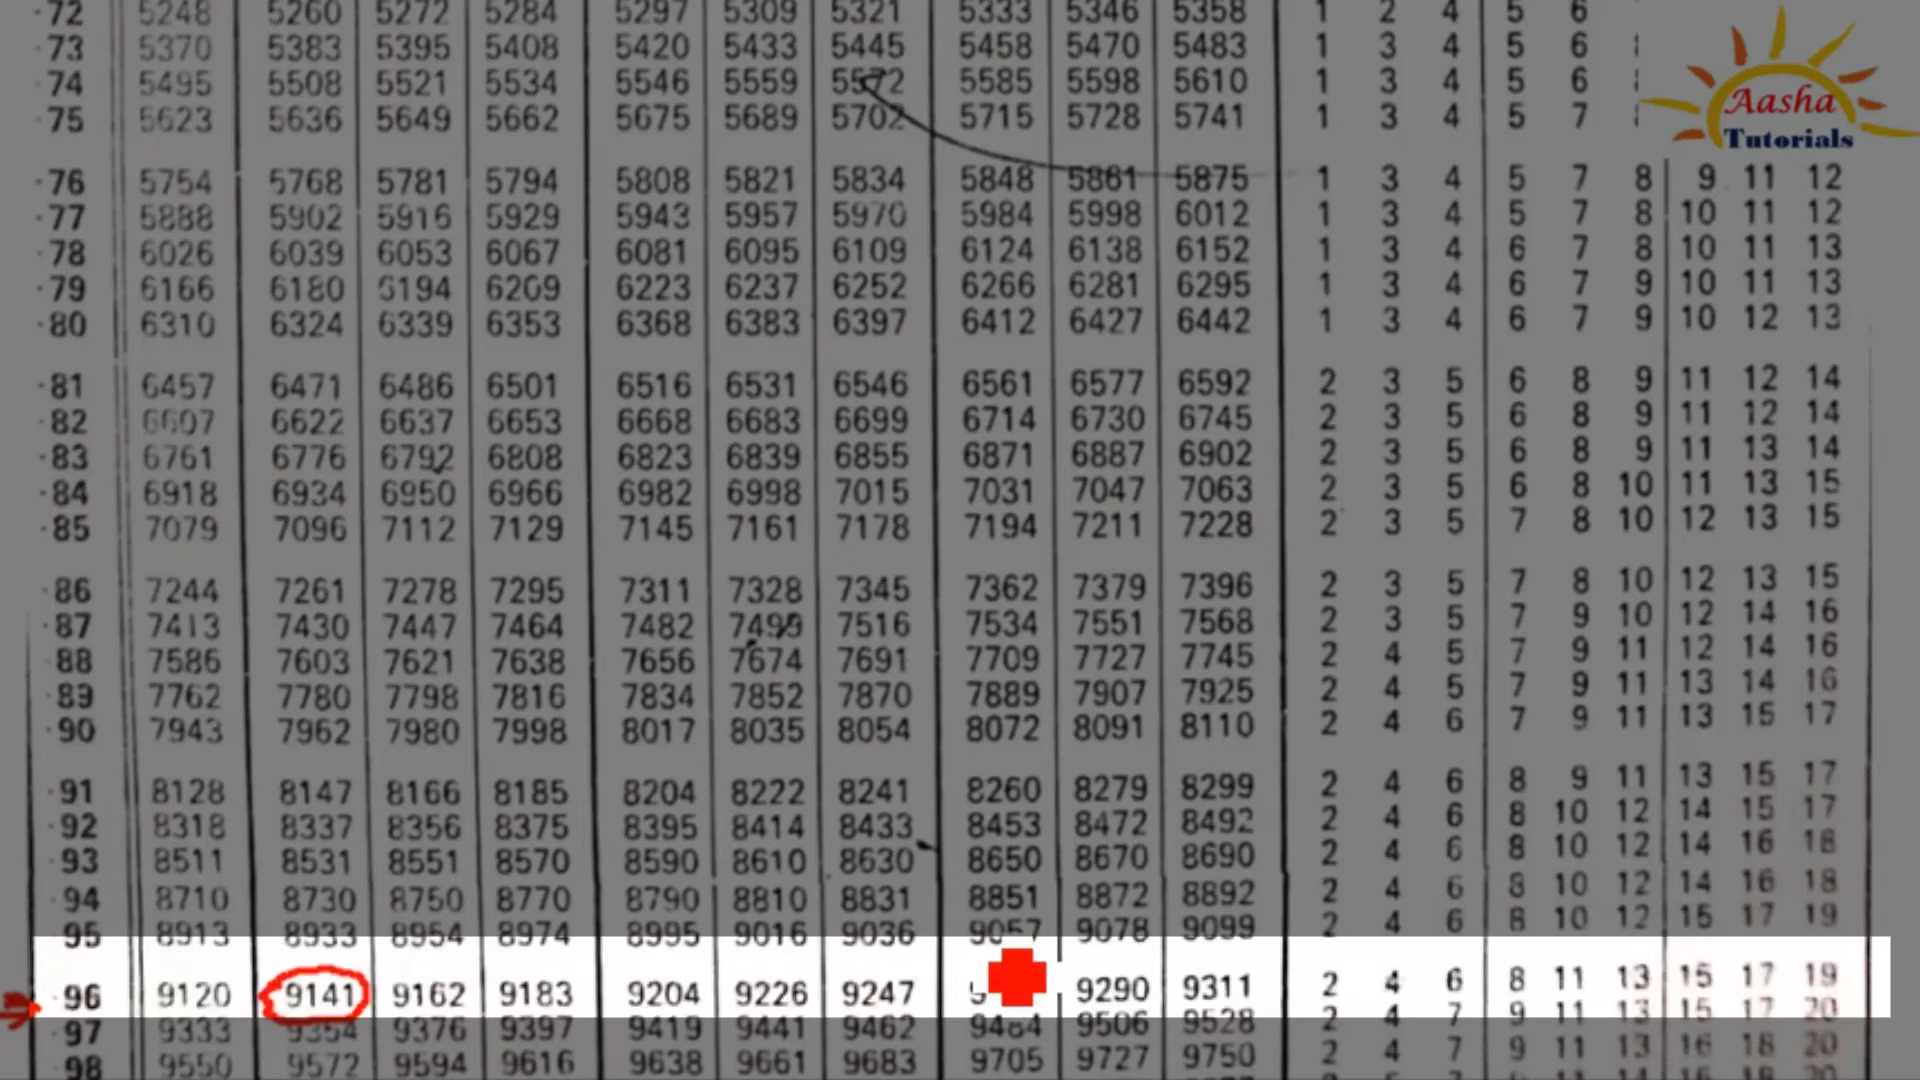 ·72 5248 5260 5272 5284 5297 5309 5321 5333 5346 5358 1 2 4 5 6
·73 5370 5383 5395 5408 5420 5433 5445 5458 5470 5483 1 3 4 5 6
·74 5495 5508 5521 5534 5546 5559 5572 5585 5598 5610 1 3 4 5 6
·75 5623 5636 5649 5662 5675 5689 5702 5715 5728 5741 1 3 4 5 7
Aasha
Tutorials
·76 5754 5768 5781 5794 5808 5821 5834 5848 5861 5875 1 3 4 5 7 8 9 11 12
·77 5888 5902 5916 5929 5943 5957 5970 5984 5998 6012 1 3 4 5 7 8 10 11 12
·78 6026 6039 6053 6067 6081 6095 6109 6124 6138 6152 1 3 4 6 7 8 10 11 13
·79 6166 6180 6194 6209 6223 6237 6252 6266 6281 6295 1 3 4 6 7 9 10 11 13
·80 6310 6324 6339 6353 6368 6383 6397 6412 6427 6442 1 3 4 6 7 9 10 12 13
·81 6457 6471 6486 6501 6516 6531 6546 6561 6577 6592 2 3 5 6 8 9 11 12 14
·82 6607 6622 6637 6653 6668 6683 6699 6714 6730 6745 2 3 5 6 8 9 11 12 14
·83 6761 6776 6792 6808 6823 6839 6855 6871 6887 6902 2 3 5 6 8 9 11 13 14
·84 6918 6934 6950 6966 6982 6998 7015 7031 7047 7063 2 3 5 6 8 10 11 13 15
·85 7079 7096 7112 7129 7145 7161 7178 7194 7211 7228 2 3 5 7 8 10 12 13 15
·86 7244 7261 7278 7295 7311 7328 7345 7362 7379 7396 2 3 5 7 8 10 12 13 15
·87 7413 7430 7447 7464 7482 7499 7516 7534 7551 7568 2 3 5 7 9 10 12 14 16
·88 7586 7603 7621 7638 7656 7674 7691 7709 7727 7745 2 4 5 7 9 11 12 14 16
·89 7762 7780 7798 7816 7834 7852 7870 7889 7907 7925 2 4 5 7 9 11 13 14 16
·90 7943 7962 7980 7998 8017 8035 8054 8072 8091 8110 2 4 6 7 9 11 13 15 17
·91 8128 8147 8166 8185 8204 8222 8241 8260 8279 8299 2 4 6 8 9 11 13 15 17
·92 8318 8337 8356 8375 8395 8414 8433 8453 8472 8492 2 4 6 8 10 12 14 15 17
·93 8511 8531 8551 8570 8590 8610 8630 8650 8670 8690 2 4 6 8 10 12 14 16 18
·94 8710 8730 8750 8770 8790 8810 8831 8851 8872 8892 2 4 6 8 10 12 14 16 18
·95 8913 8933 8954 8974 8995 9016 9036 9057 9078 9099 2 4 6 8 10 12 15 17 19
·96 9120 9141 9162 9183 9204 9226 9247 9290 9311 2 4 6 8 11 13 15 17 19
·97 9333 9354 9376 9397 9419 9441 9462 9484 9506 9528 2 4 7 9 11 13 15 17 20
·98 9550 9572 9594 9616 9638 9661 9683 9705 9727 9750 2 4 7 9 11 13 16 18 20